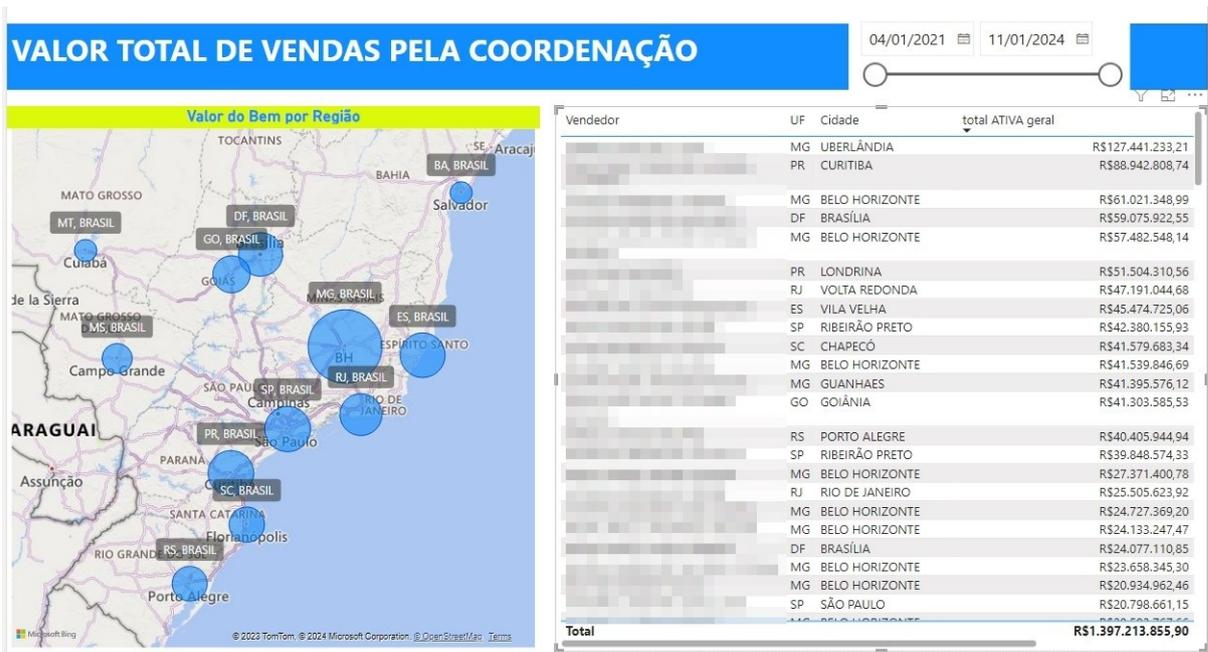 VALOR TOTAL DE VENDAS PELA COORDENAÇÃO
04/01/2021 11/01/2024
Valor do Bem por Região
TOCANTINS
SE Aracaj
BA, BRASIL
BAHIA
MATO GROSSO
Salvador
MT, BRASIL
DF, BRASIL
GO, BRASIL
Cuiabá
GOIÁS
de la Sierra
MG, BRASIL
MATO GROSSO
MS, BRASIL
ES, BRASIL
BH
ESPÍRITO SANTO
Campo Grande
RJ, BRASIL
SÃO PAUL
SP, BRASIL
Campinas
RIO DE
JANEIRO
ARAGUAI
PR, BRASIL
São Paulo
PARANÁ
Assunção
SC, BRASIL
SANTA CATARINA
Florianópolis
RIO GRANDE
RS, BRASIL
Porto Alegre
Microsoft Bing
© 2023 TomTom, © 2024 Microsoft Corporation, © OpenStreetMap Terms
Vendedor UF Cidade total ATIVA geral
MG UBERLÂNDIA R$127.441.233,21
PR CURITIBA R$88.942.808,74
MG BELO HORIZONTE R$61.021.348,99
DF BRASÍLIA R$59.075.922,55
MG BELO HORIZONTE R$57.482.548,14
PR LONDRINA R$51.504.310,56
RJ VOLTA REDONDA R$47.191.044,68
ES VILA VELHA R$45.474.725,06
SP RIBEIRÃO PRETO R$42.380.155,93
SC CHAPECÓ R$41.579.683,34
MG BELO HORIZONTE R$41.539.846,69
MG GUANHAES R$41.395.576,12
GO GOIÂNIA R$41.303.585,53
RS PORTO ALEGRE R$40.405.944,94
SP RIBEIRÃO PRETO R$39.848.574,33
MG BELO HORIZONTE R$27.371.400,78
RJ RIO DE JANEIRO R$25.505.623,92
MG BELO HORIZONTE R$24.727.369,20
MG BELO HORIZONTE R$24.133.247,47
DF BRASÍLIA R$24.077.110,85
MG BELO HORIZONTE R$23.658.345,30
MG BELO HORIZONTE R$20.934.962,46
SP SÃO PAULO R$20.798.661,15
Total R$1.397.213.855,90